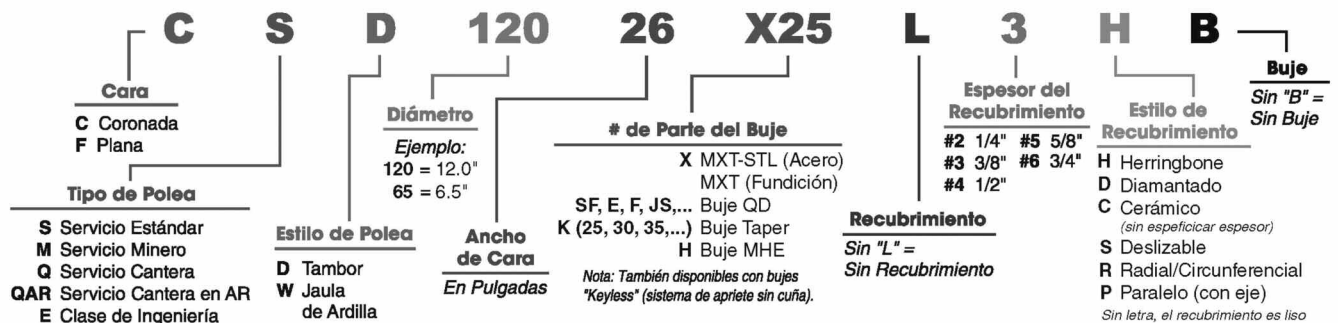 C S D 120 26 X25 L 3 H B
Cara
C Coronada
F Plana
Tipo de Polea
S Servicio Estándar
M Servicio Minero
Q Servicio Cantera
QAR Servicio Cantera en AR
E Clase de Ingeniería
Estilo de Polea
D Tambor
W Jaula
de Ardilla
Diámetro
Ejemplo:
120 = 12.0"
65 = 6.5"
Ancho
de Cara
En Pulgadas
# de Parte del Buje
X MXT-STL (Acero)
MXT (Fundición)
SF, E, F, JS,... Buje QD
K (25, 30, 35,...) Buje Taper
H Buje MHE
Nota: También disponibles con bujes
"Keyless" (sistema de apriete sin cuña).
Recubrimiento
Sin "L" =
Sin Recubrimiento
Espesor del
Recubrimiento
#2 1/4" #5 5/8"
#3 3/8" #6 3/4"
#4 1/2"
Estilo de
Recubrimiento
H Herringbone
D Diamantado
C Cerámico
(sin espeficicar espesor)
S Deslizable
R Radial/Circunferencial
P Paralelo (con eje)
Sin letra, el recubrimiento es liso
Buje
Sin "B" =
Sin Buje